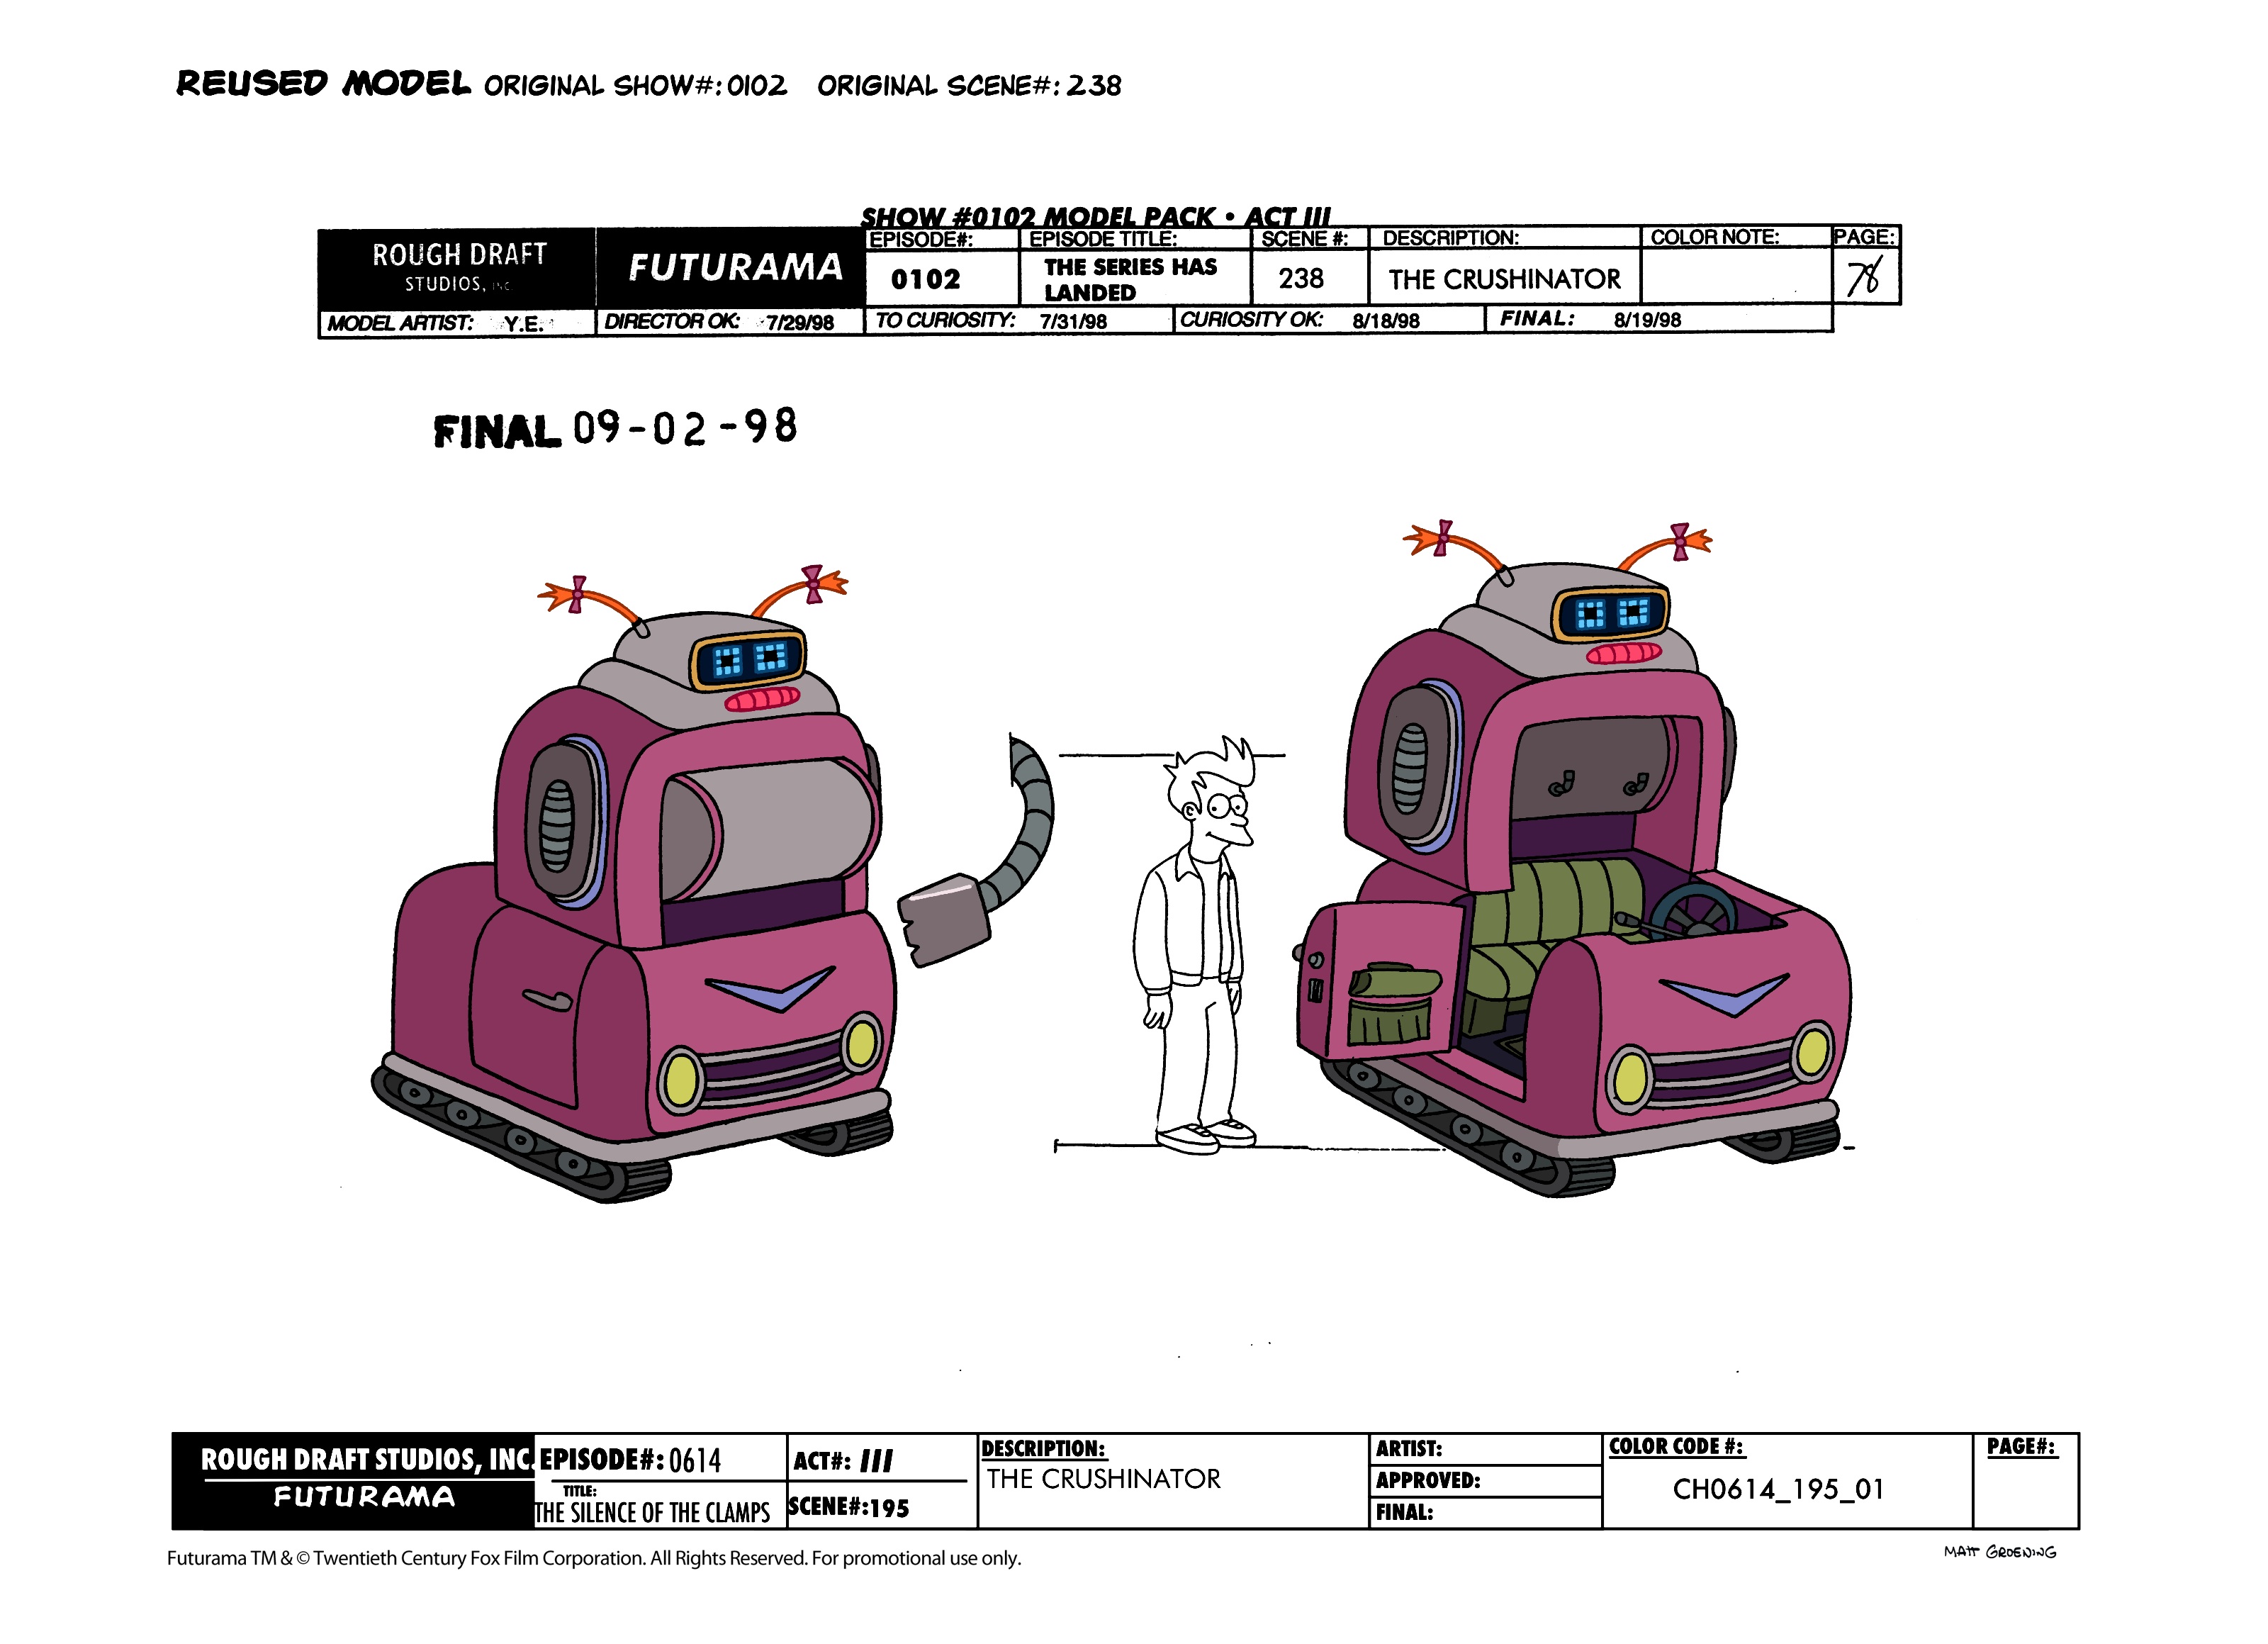 REUSED MODEL ORIGINAL SHOW#: 0102 ORIGINAL SCENE#: 238
SHOW #0102 MODEL PACK • ACT III
ROUGH DRAFT
STUDIOS, INC
FUTURAMA
EPISODE#:
0102
EPISODE TITLE:
THE SERIES HAS
LANDED
SCENE #:
238
DESCRIPTION:
THE CRUSHINATOR
COLOR NOTE:
PAGE:
78
MODEL ARTIST: Y.E.
DIRECTOR OK: 7/29/98
TO CURIOSITY: 7/31/98
CURIOSITY OK: 8/18/98
FINAL: 8/19/98
FINAL 09-02-98
ROUGH DRAFT STUDIOS, INC.
FUTURAMA
EPISODE#: 0614
TITLE:
THE SILENCE OF THE CLAMPS
ACT#: III
SCENE#: 195
DESCRIPTION:
THE CRUSHINATOR
ARTIST:
APPROVED:
FINAL:
COLOR CODE #:
CH0614_195_01
PAGE#:
Futurama TM & © Twentieth Century Fox Film Corporation. All Rights Reserved. For promotional use only.
MATT GROENING